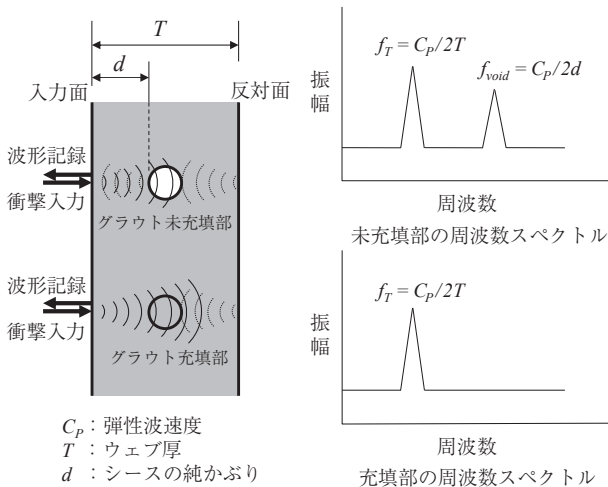 T
d
入力面
反対面
波形記録
衝撃入力
グラウト未充填部
波形記録
衝撃入力
グラウト充填部
C_P：弾性波速度
T：ウェブ厚
d：シースの純かぶり
振幅
f_T = C_P/2T
f_void = C_P/2d
周波数
未充填部の周波数スペクトル
振幅
f_T = C_P/2T
周波数
充填部の周波数スペクトル